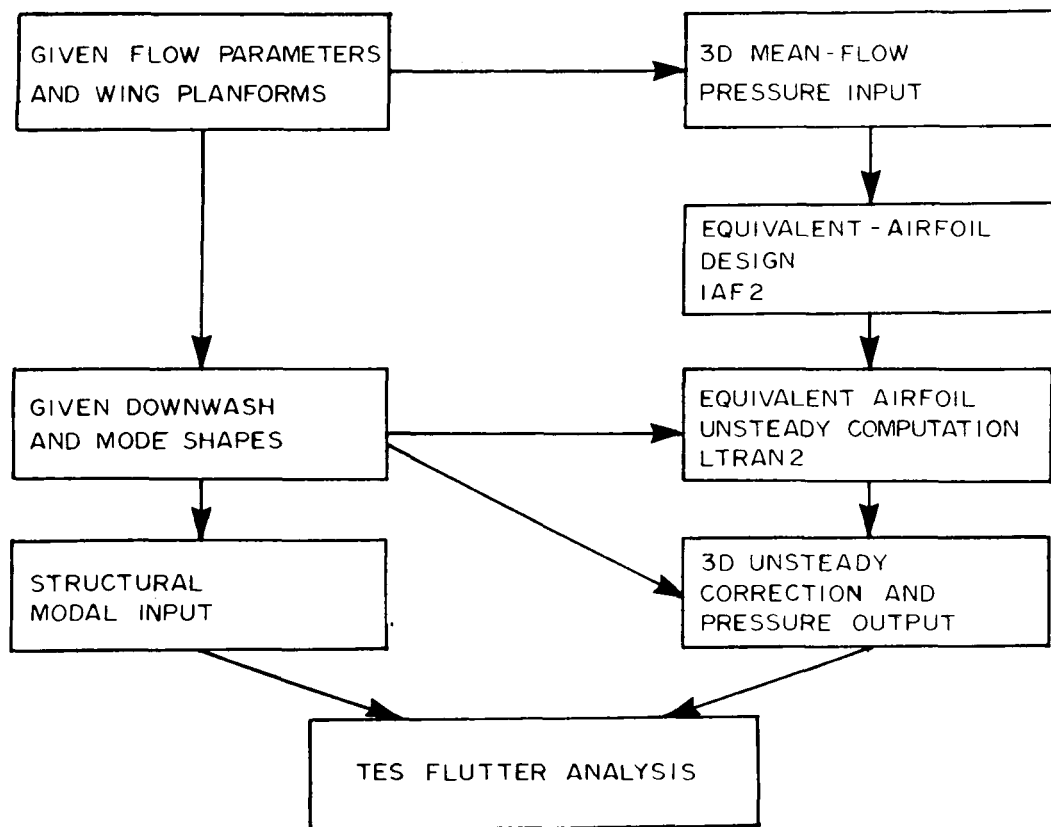 GIVEN FLOW PARAMETERS
AND WING PLANFORMS
3D MEAN-FLOW
PRESSURE INPUT
EQUIVALENT-AIRFOIL
DESIGN
IAF2
GIVEN DOWNWASH
AND MODE SHAPES
EQUIVALENT AIRFOIL
UNSTEADY COMPUTATION
LTRAN2
STRUCTURAL
MODAL INPUT
3D UNSTEADY
CORRECTION AND
PRESSURE OUTPUT
TES FLUTTER ANALYSIS